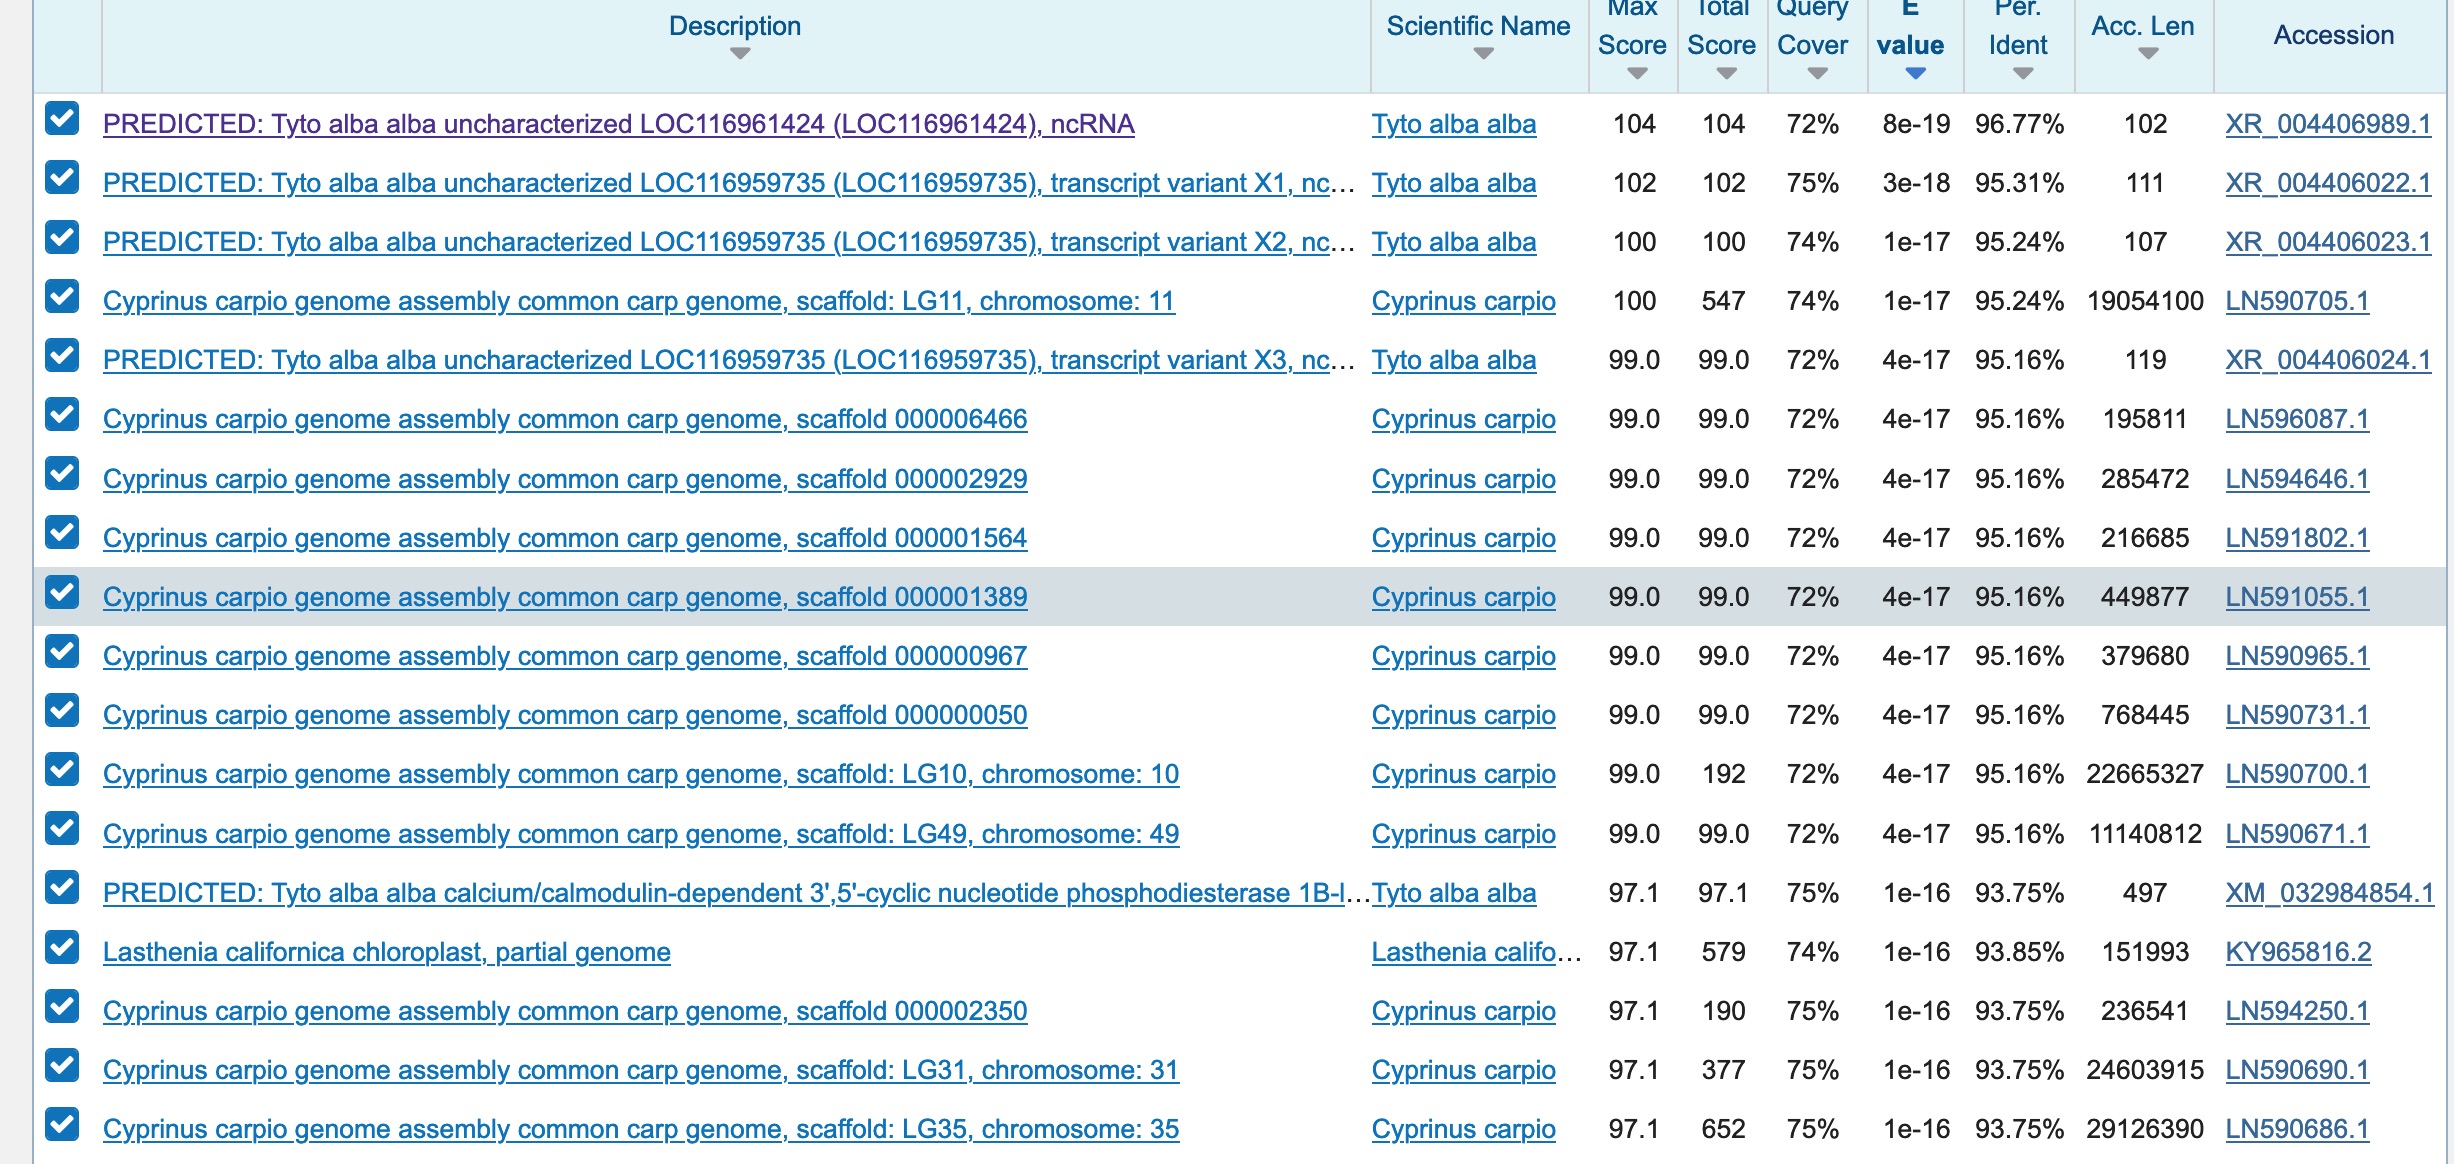 Description Scientific Name Max Score Total Score Query Cover E value Per. Ident Acc. Len Accession
PREDICTED: Tyto alba alba uncharacterized LOC116961424 (LOC116961424), ncRNA Tyto alba alba 104 104 72% 8e-19 96.77% 102 XR_004406989.1
PREDICTED: Tyto alba alba uncharacterized LOC116959735 (LOC116959735), transcript variant X1, nc... Tyto alba alba 102 102 75% 3e-18 95.31% 111 XR_004406022.1
PREDICTED: Tyto alba alba uncharacterized LOC116959735 (LOC116959735), transcript variant X2, nc... Tyto alba alba 100 100 74% 1e-17 95.24% 107 XR_004406023.1
Cyprinus carpio genome assembly common carp genome, scaffold: LG11, chromosome: 11 Cyprinus carpio 100 547 74% 1e-17 95.24% 19054100 LN590705.1
PREDICTED: Tyto alba alba uncharacterized LOC116959735 (LOC116959735), transcript variant X3, nc... Tyto alba alba 99.0 99.0 72% 4e-17 95.16% 119 XR_004406024.1
Cyprinus carpio genome assembly common carp genome, scaffold 000006466 Cyprinus carpio 99.0 99.0 72% 4e-17 95.16% 195811 LN596087.1
Cyprinus carpio genome assembly common carp genome, scaffold 000002929 Cyprinus carpio 99.0 99.0 72% 4e-17 95.16% 285472 LN594646.1
Cyprinus carpio genome assembly common carp genome, scaffold 000001564 Cyprinus carpio 99.0 99.0 72% 4e-17 95.16% 216685 LN591802.1
Cyprinus carpio genome assembly common carp genome, scaffold 000001389 Cyprinus carpio 99.0 99.0 72% 4e-17 95.16% 449877 LN591055.1
Cyprinus carpio genome assembly common carp genome, scaffold 000000967 Cyprinus carpio 99.0 99.0 72% 4e-17 95.16% 379680 LN590965.1
Cyprinus carpio genome assembly common carp genome, scaffold 000000050 Cyprinus carpio 99.0 99.0 72% 4e-17 95.16% 768445 LN590731.1
Cyprinus carpio genome assembly common carp genome, scaffold: LG10, chromosome: 10 Cyprinus carpio 99.0 192 72% 4e-17 95.16% 22665327 LN590700.1
Cyprinus carpio genome assembly common carp genome, scaffold: LG49, chromosome: 49 Cyprinus carpio 99.0 99.0 72% 4e-17 95.16% 11140812 LN590671.1
PREDICTED: Tyto alba alba calcium/calmodulin-dependent 3',5'-cyclic nucleotide phosphodiesterase 1B-l... Tyto alba alba 97.1 97.1 75% 1e-16 93.75% 497 XM_032984854.1
Lasthenia californica chloroplast, partial genome Lasthenia califo... 97.1 579 74% 1e-16 93.85% 151993 KY965816.2
Cyprinus carpio genome assembly common carp genome, scaffold 000002350 Cyprinus carpio 97.1 190 75% 1e-16 93.75% 236541 LN594250.1
Cyprinus carpio genome assembly common carp genome, scaffold: LG31, chromosome: 31 Cyprinus carpio 97.1 377 75% 1e-16 93.75% 24603915 LN590690.1
Cyprinus carpio genome assembly common carp genome, scaffold: LG35, chromosome: 35 Cyprinus carpio 97.1 652 75% 1e-16 93.75% 29126390 LN590686.1